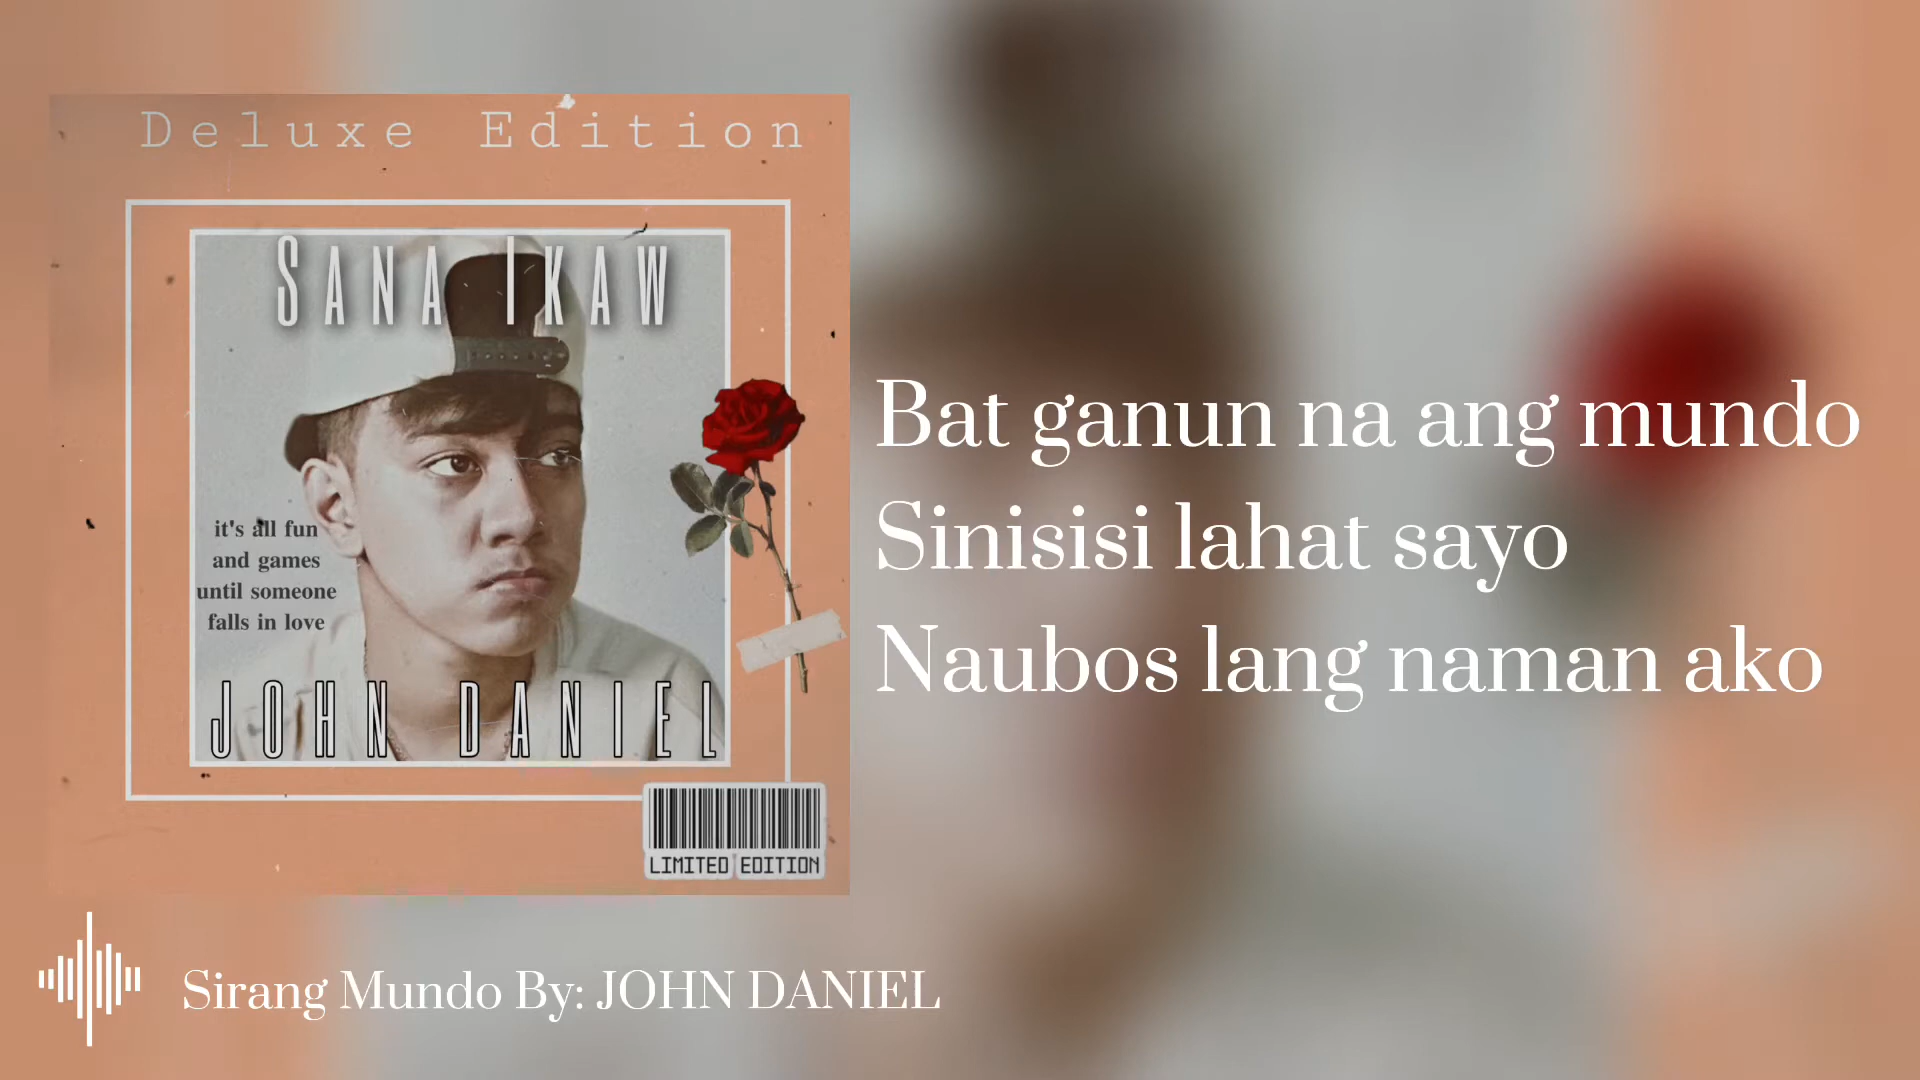 Deluxe Edition
SANA IKAW
it's all fun
and games
until someone
falls in love
JOHN DANIEL
LIMITED EDITION
Bat ganun na ang mundo
Sinisisi lahat sayo
Naubos lang naman ako
Sirang Mundo By: JOHN DANIEL